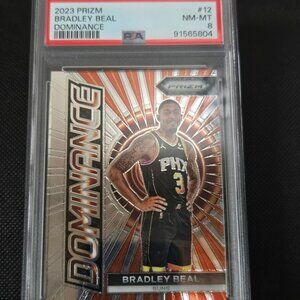 2023 PRIZM #12
BRADLEY BEAL NM-MT
DOMINANCE 8
PSA 91565804
PRIZM
DOMINANCE
PHX
3
BRADLEY BEAL
SUNS